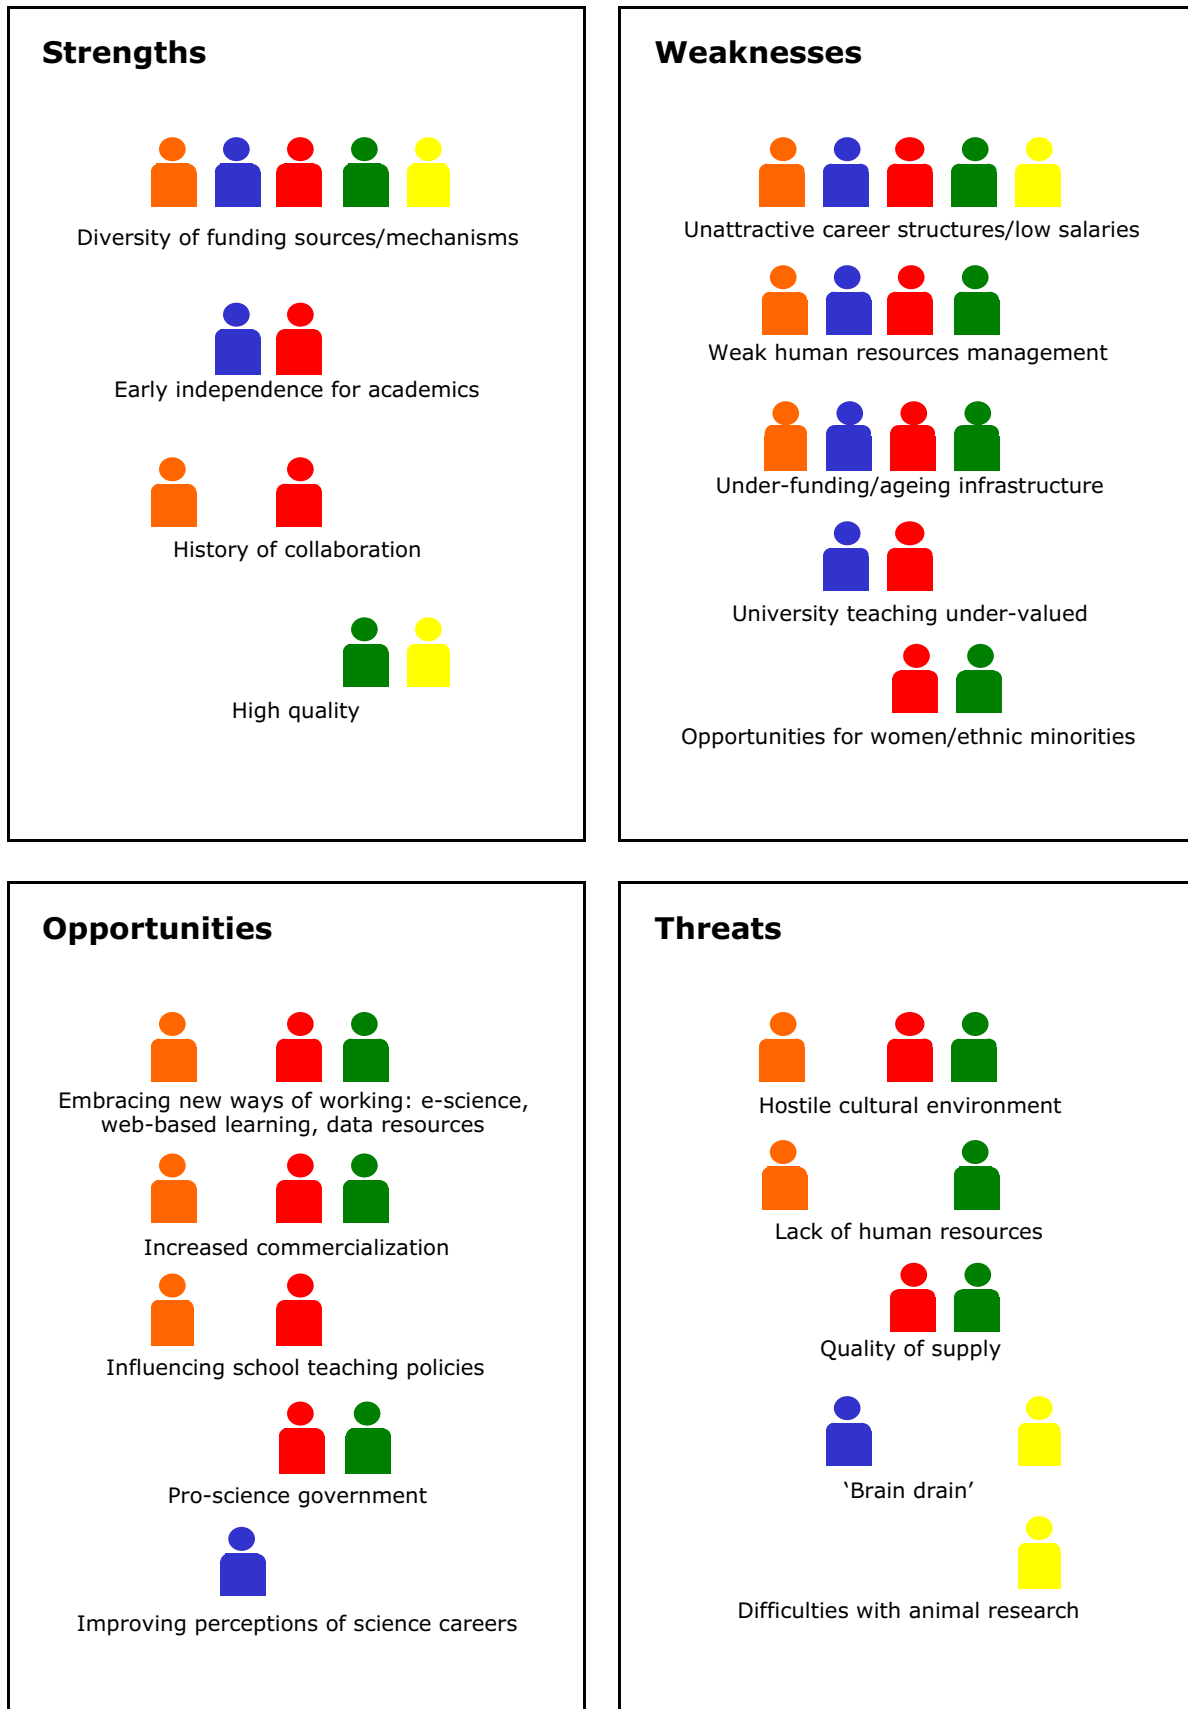 Strengths
Diversity of funding sources/mechanisms
Early independence for academics
History of collaboration
High quality
Weaknesses
Unattractive career structures/low salaries
Weak human resources management
Under-funding/ageing infrastructure
University teaching under-valued
Opportunities for women/ethnic minorities
Opportunities
Embracing new ways of working: e-science,
web-based learning, data resources
Increased commercialization
Influencing school teaching policies
Pro-science government
Improving perceptions of science careers
Threats
Hostile cultural environment
Lack of human resources
Quality of supply
‘Brain drain’
Difficulties with animal research